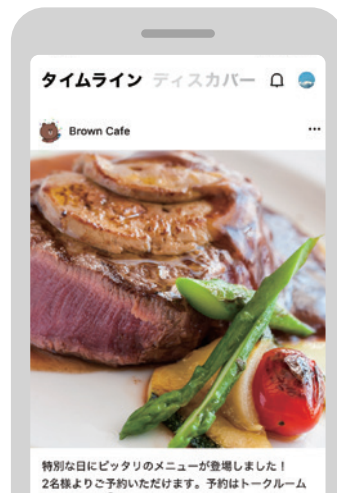 タイムライン ディスカバー
Brown Cafe
特別な日にピッタリのメニューが登場しました！
2名様よりご予約いただけます。予約はトークルーム